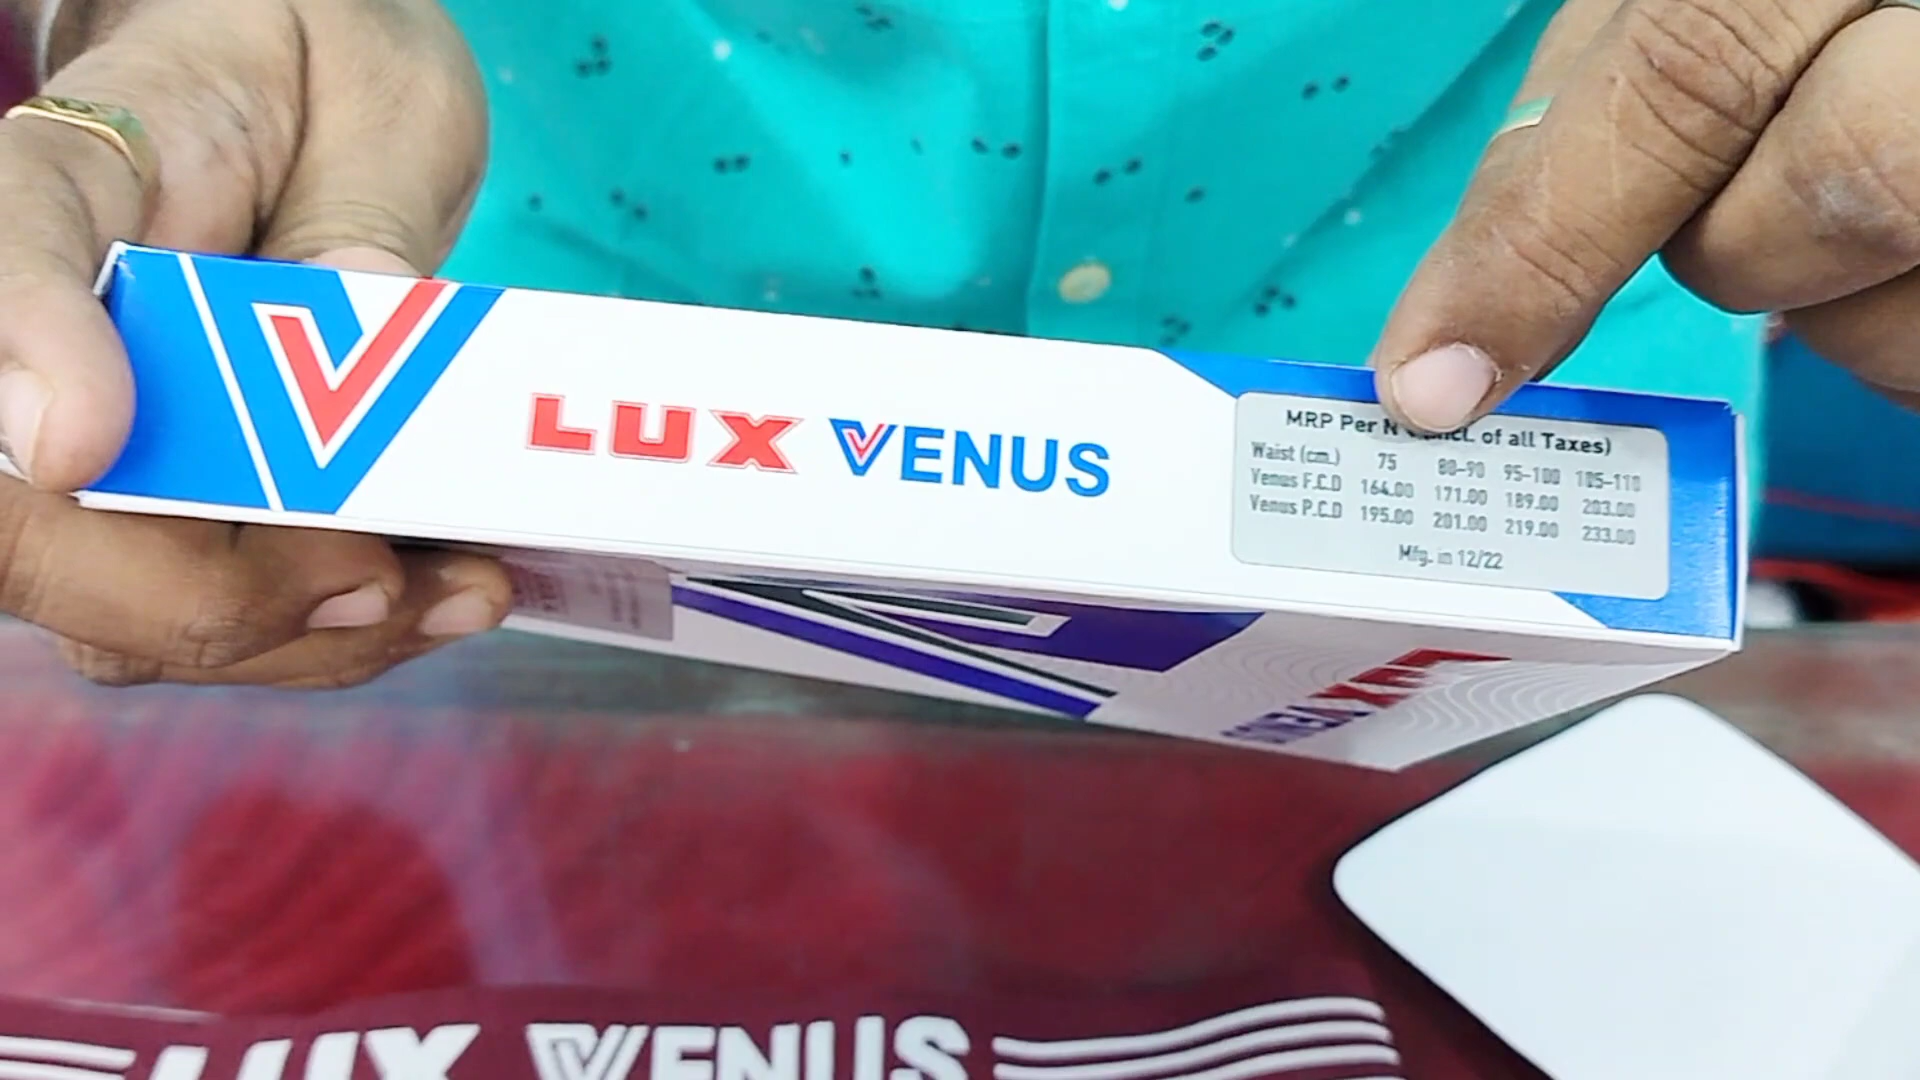 LUX VENUS
MRP Per N incl. of all Taxes)
Waist (cm.) 75 80-90 95-100 105-110
Venus F.C.D 164.00 171.00 189.00 203.00
Venus P.C.D 195.00 201.00 219.00 233.00
Mfg. in 12/22
LUX
VENUS
LUX VENUS